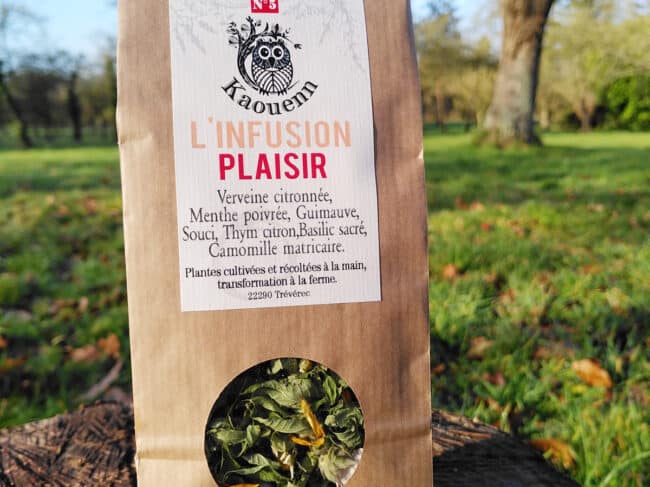 N°5
Kaouenn
L'INFUSION
PLAISIR
Verveine citronnée,
Menthe poivrée, Guimauve,
Souci, Thym citron,Basilic sacré,
Camomille matricaire.
Plantes cultivées et récoltées à la main,
transformation à la ferme.
22290 Trévérec